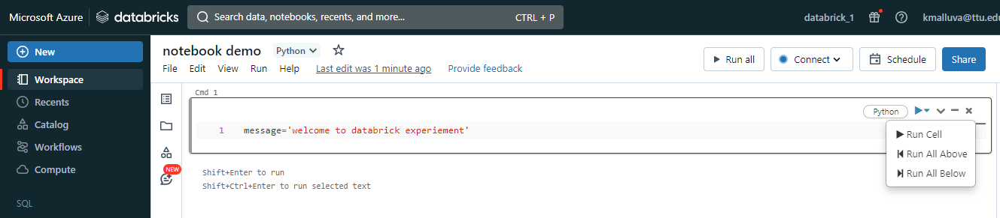 Microsoft Azure databricks Search data, notebooks, recents, and more... CTRL + P databrick_1 kmalluva@ttu.edu
New
Workspace
Recents
Catalog
Workflows
Compute
SQL
notebook demo Python
File Edit View Run Help Last edit was 1 minute ago Provide feedback
Run all Connect Schedule Share
NEW
Cmd 1
Python
1 message='welcome to databrick experiement'
Run Cell
Run All Above
Run All Below
Shift+Enter to run
Shift+Ctrl+Enter to run selected text